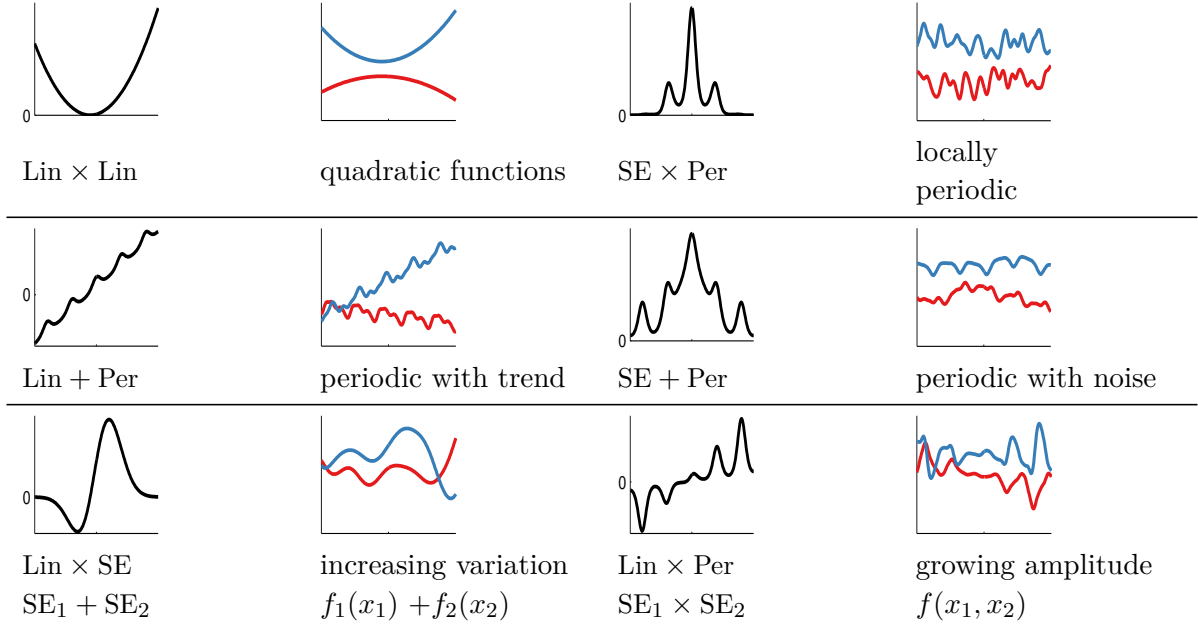 0
0
Lin × Lin quadratic functions SE × Per locally periodic
0
0
Lin + Per periodic with trend SE + Per periodic with noise
0
0
Lin × SE increasing variation Lin × Per growing amplitude
SE₁ + SE₂ f₁(x₁) +f₂(x₂) SE₁ × SE₂ f(x₁, x₂)